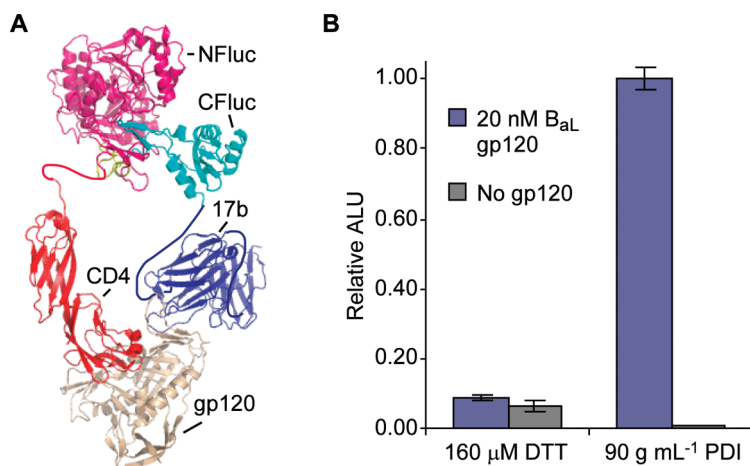 A
NFluc
CFluc
17b
CD4
gp120
B
1.00
0.80
0.60
0.40
0.20
0.00
Relative ALU
20 nM BaL
gp120
No gp120
160 μM DTT
90 g mL-1 PDI